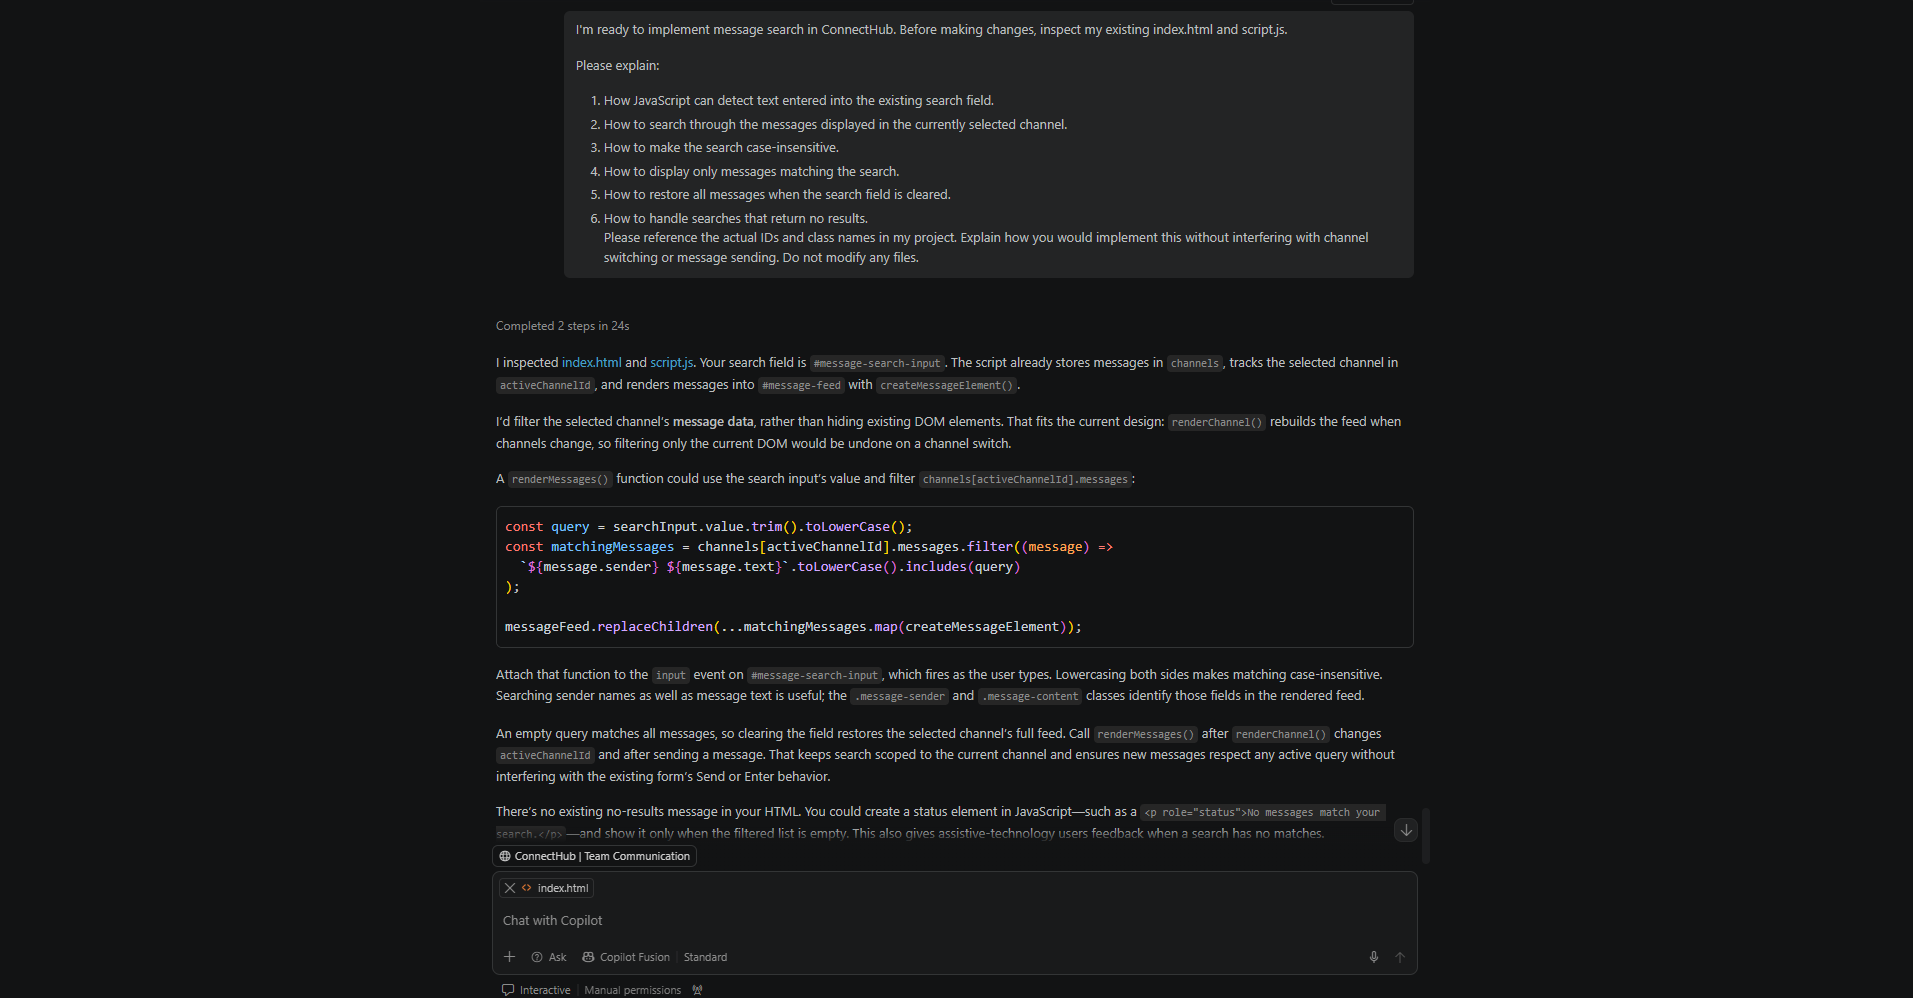 I'm ready to implement message search in ConnectHub. Before making changes, inspect my existing index.html and script.js.
Please explain:
1. How JavaScript can detect text entered into the existing search field.
2. How to search through the messages displayed in the currently selected channel.
3. How to make the search case-insensitive.
4. How to display only messages matching the search.
5. How to restore all messages when the search field is cleared.
6. How to handle searches that return no results.
Please reference the actual IDs and class names in my project. Explain how you would implement this without interfering with channel
switching or message sending. Do not modify any files.
Completed 2 steps in 24s
I inspected index.html and script.js. Your search field is #message-search-input. The script already stores messages in channels, tracks the selected channel in
activeChannelId, and renders messages into #message-feed with createMessageElement().
I'd filter the selected channel's message data, rather than hiding existing DOM elements. That fits the current design: renderChannel() rebuilds the feed when
channels change, so filtering only the current DOM would be undone on a channel switch.
A renderMessages() function could use the search input's value and filter channels[activeChannelId].messages:
const query = searchInput.value.trim().toLowerCase();
const matchingMessages = channels[activeChannelId].messages.filter((message) =>
`${message.sender} ${message.text}`.toLowerCase().includes(query)
);
messageFeed.replaceChildren(...matchingMessages.map(createMessageElement));
Attach that function to the input event on #message-search-input, which fires as the user types. Lowercasing both sides makes matching case-insensitive.
Searching sender names as well as message text is useful; the .message-sender and .message-content classes identify those fields in the rendered feed.
An empty query matches all messages, so clearing the field restores the selected channel's full feed. Call renderMessages() after renderChannel() changes
activeChannelId and after sending a message. That keeps search scoped to the current channel and ensures new messages respect any active query without
interfering with the existing form's Send or Enter behavior.
There's no existing no-results message in your HTML. You could create a status element in JavaScript—such as a <p role="status">No messages match your
search.</p>—and show it only when the filtered list is empty. This also gives assistive-technology users feedback when a search has no matches.
ConnectHub | Team Communication
index.html
Chat with Copilot
Ask Copilot Fusion Standard
Interactive Manual permissions